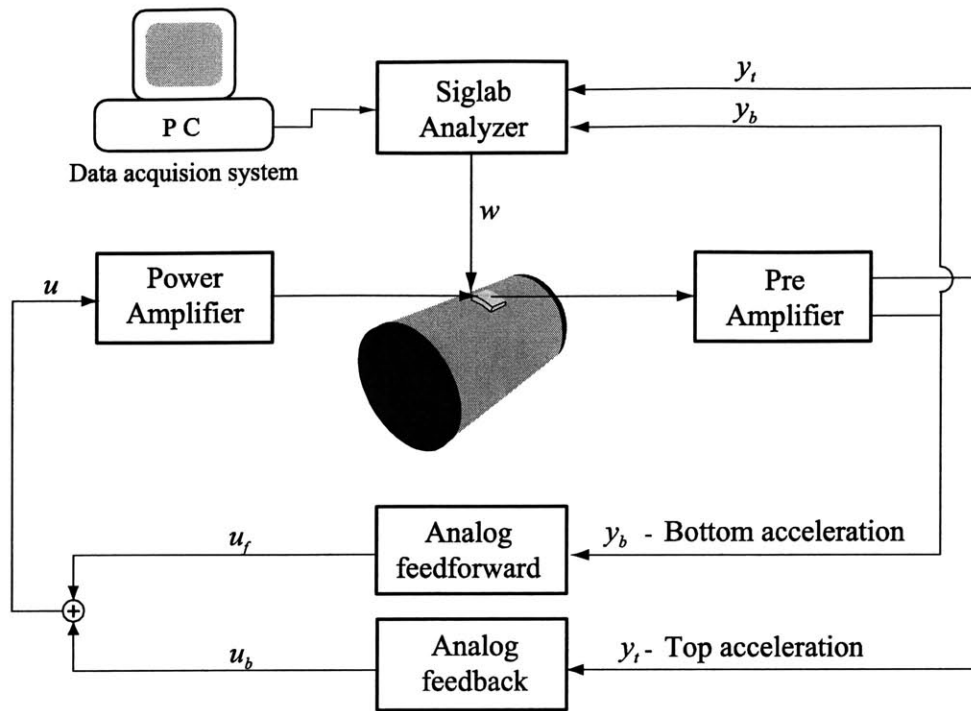 P C
Data acquision system
Siglab
Analyzer
y_t
y_b
w
u
Power
Amplifier
Pre
Amplifier
u_f
Analog
feedforward
y_b - Bottom acceleration
+
u_b
Analog
feedback
y_t - Top acceleration